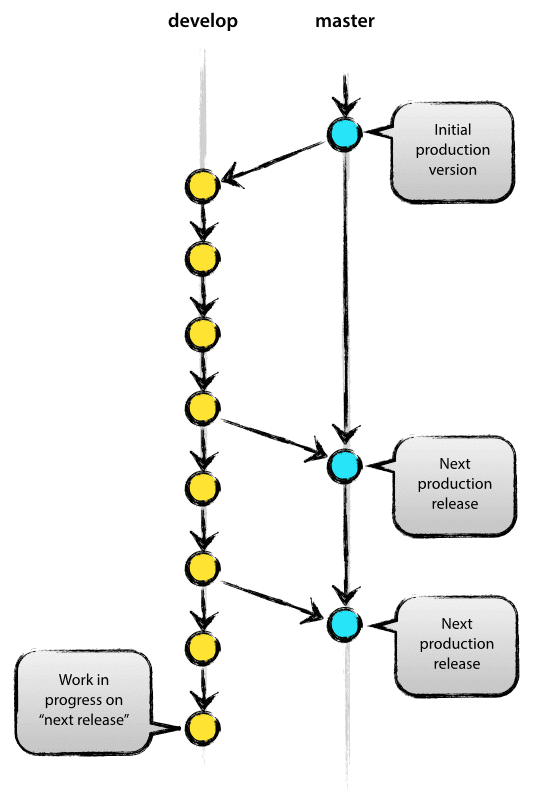 develop
master
Initial
production
version
Next
production
release
Next
production
release
Work in
progress on
“next release”